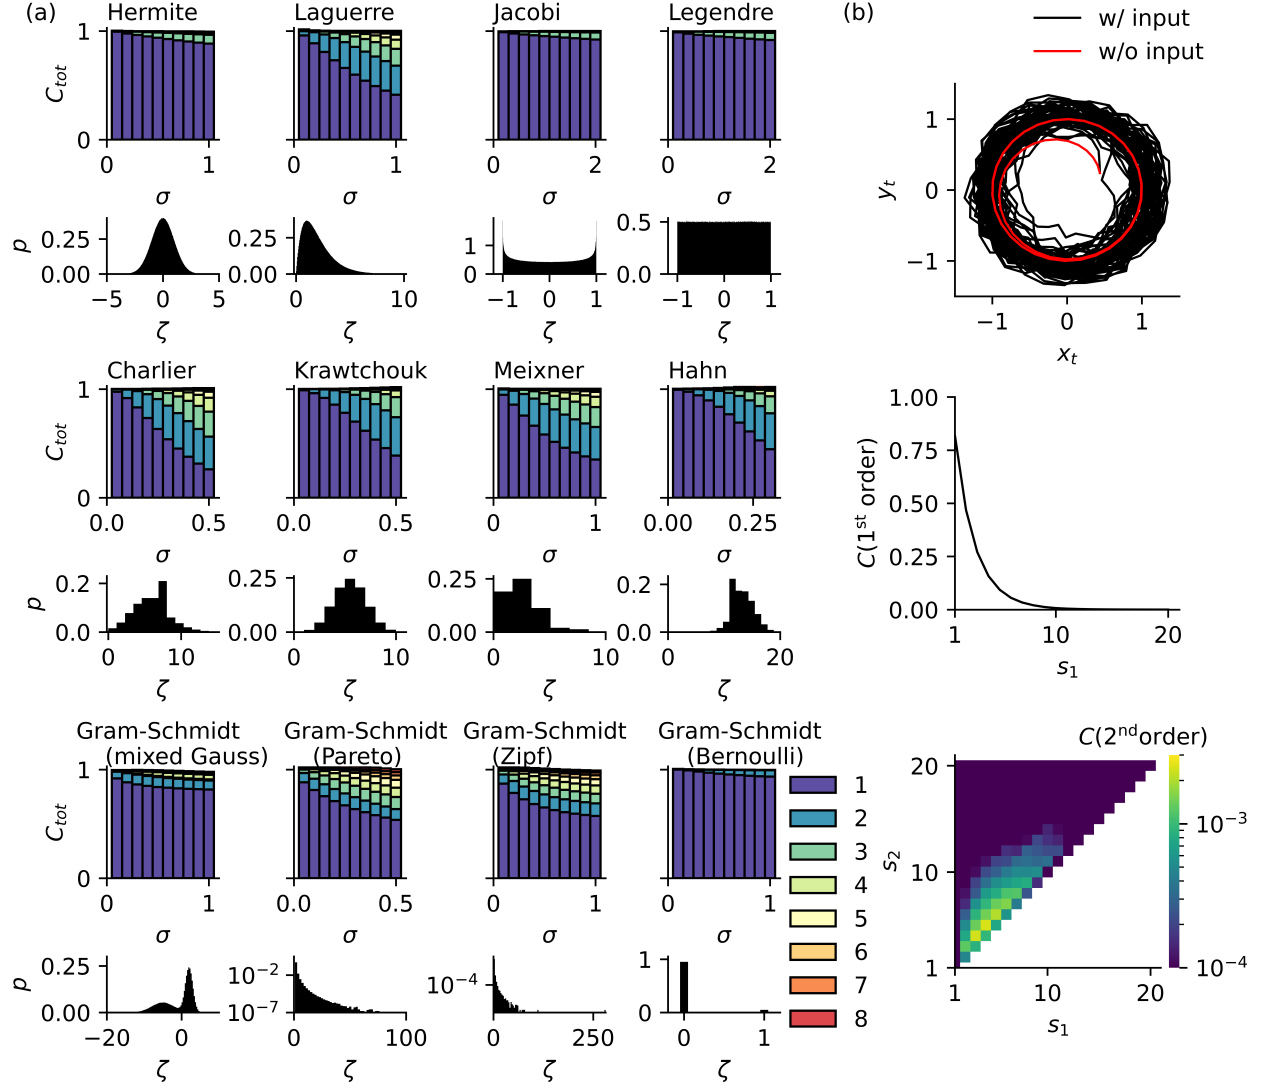 (a)
Hermite
Laguerre
Jacobi
Legendre
1
0
C_tot
0 1
0 1
0 2
0 2
σ σ σ σ
p
0.25
0.00
0.25
0.00
1
0
0.5
0.0
−5 0 5
0 10
−1 0 1
−1 0 1
ζ ζ ζ ζ
Charlier
Krawtchouk
Meixner
Hahn
1
0
C_tot
0.0 0.5
0.0 0.5
0 1
0.00 0.25
σ σ σ σ
p
0.2
0.0
0.25
0.00
0.25
0.00
0.1
0.0
0 10
0 10
0 10
0 20
ζ ζ ζ ζ
Gram-Schmidt
(mixed Gauss)
Gram-Schmidt
(Pareto)
Gram-Schmidt
(Zipf)
Gram-Schmidt
(Bernoulli)
1
0
C_tot
0 1
0.0 0.5
0 1
0 1
σ σ σ σ
p
0.25
0.00
10⁻²
10⁻⁷
10⁻⁴
1
0
−20 0
0 100
0 250
0 1
ζ ζ ζ ζ
1
2
3
4
5
6
7
8
(b)
w/ input
w/o input
y_t
1
0
−1
−1 0 1
x_t
C(1ˢᵗ order)
1.00
0.75
0.50
0.25
0.00
1 10 20
s₁
C(2ⁿᵈorder)
s₂
20
10
1
1 10 20
s₁
10⁻³
10⁻⁴